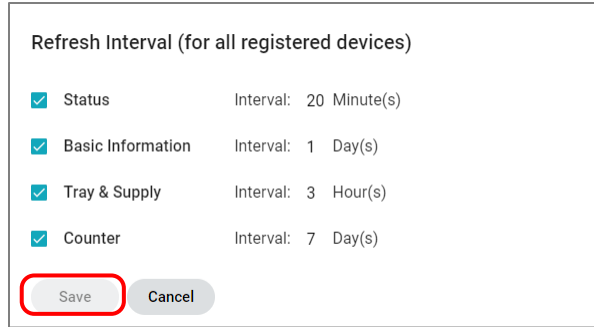 Refresh Interval (for all registered devices)
Status Interval: 20 Minute(s)
Basic Information Interval: 1 Day(s)
Tray & Supply Interval: 3 Hour(s)
Counter Interval: 7 Day(s)
Save Cancel